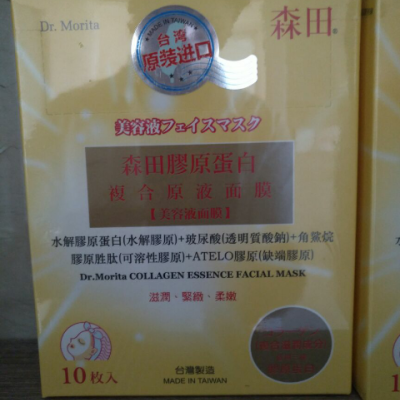 Dr. Morita
森田®
MADE IN TAIWAN
台湾
原装进口
美容液フェイスマスク
森田膠原蛋白
複合原液面膜
【美容液面膜】
水解膠原蛋白(水解膠原)+玻尿酸(透明質酸鈉)+角鯊烷
膠原胜肽(可溶性膠原)+ATELO膠原(缺端膠原)
Dr.Morita COLLAGEN ESSENCE FACIAL MASK
滋潤、緊緻、柔嫩
10枚入
台灣製造
MADE IN TAIWAN